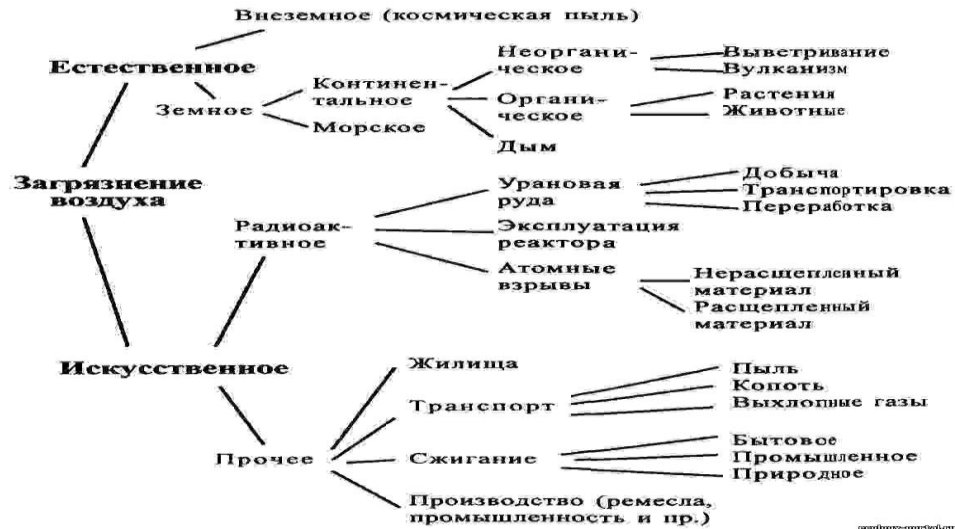 Внеземное (космическая пыль)
Естественное
Земное
Континен-
тальное
Морское
Неоргани-
ческое
Выветривание
Вулканизм
Органи-
ческое
Растения
Животные
Дым
Загрязнение
воздуха
Радиоак-
тивное
Урановая
руда
Добыча
Транспортировка
Переработка
Эксплуатация
реактора
Атомные
взрывы
Нерасщепленный
материал
Расщепленный
материал
Искусственное
Прочее
Жилища
Транспорт
Пыль
Копоть
Выхлопные газы
Сжигание
Бытовое
Промышленное
Природное
Производство (ремесла,
промышленность и пр.)